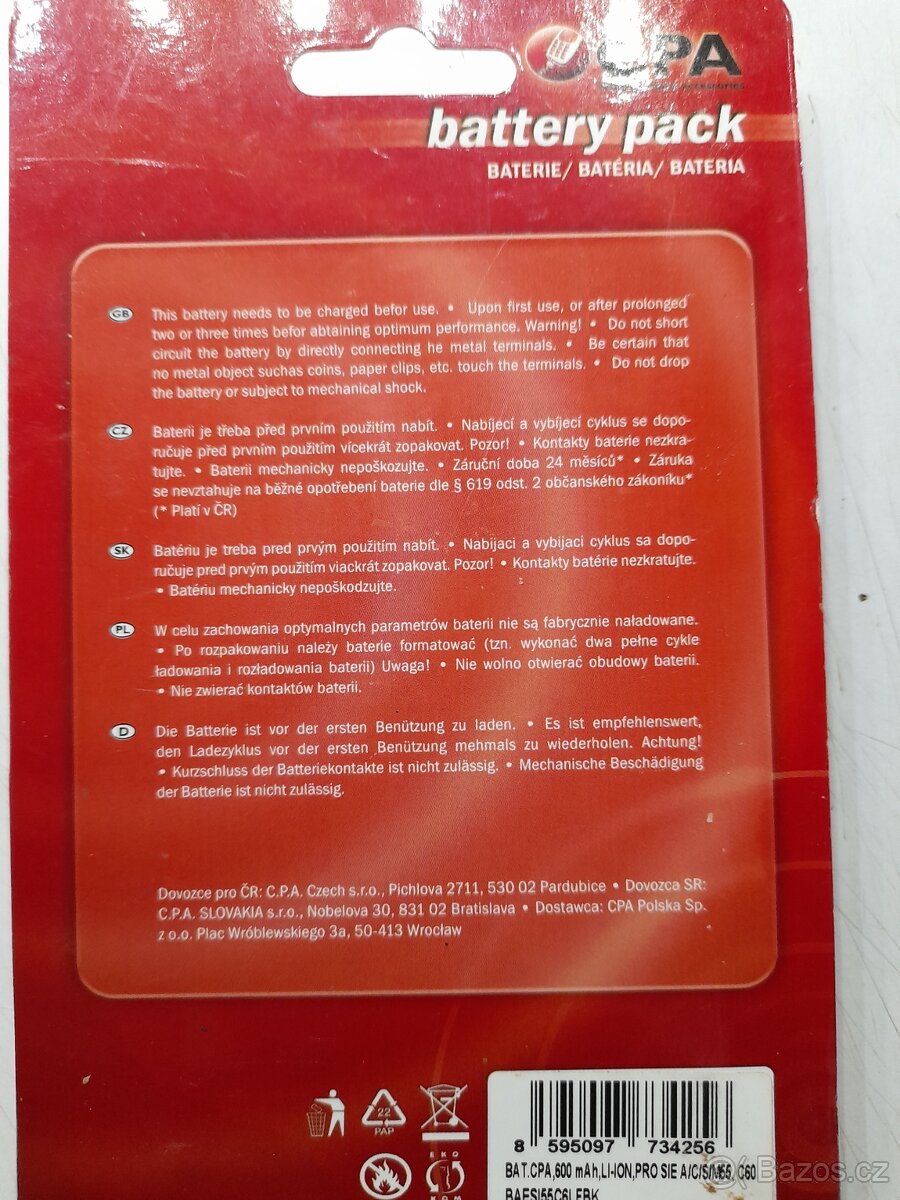 CPA
battery pack
BATERIE/ BATÉRIA/ BATERIA
GB
This battery needs to be charged befor use. • Upon first use, or after prolonged
two or three times befor abtaining optimum performance. Warning! • Do not short
circuit the battery by directly connecting he metal terminals. • Be certain that
no metal object suchas coins, paper clips, etc. touch the terminals. • Do not drop
the battery or subject to mechanical shock.
CZ
Baterii je třeba před prvním použitím nabít. • Nabíjecí a vybíjecí cyklus se dopo-
ručuje před prvním použitím vícekrát zopakovat. Pozor! • Kontakty baterie nezkra-
tujte. • Baterii mechanicky nepoškozujte. • Záruční doba 24 měsíců* • Záruka
se nevztahuje na běžné opotřebení baterie dle § 619 odst. 2 občanského zákoníku*
(* Platí v ČR)
SK
Batériu je treba pred prvým použitím nabít. • Nabijaci a vybijaci cyklus sa dopo-
ručuje pred prvým použitím viackrát zopakovat. Pozor! • Kontakty batérie nezkratujte.
• Batériu mechanicky nepoškodzujte.
PL
W celu zachowania optymalnych parametrów baterii nie są fabrycznie naładowane.
• Po rozpakowaniu należy baterie formatować (tzn. wykonać dwa pełne cykle
ładowania i rozładowania baterii) Uwaga! • Nie wolno otwierać obudowy baterii.
• Nie zwierać kontaktów baterii.
D
Die Batterie ist vor der ersten Benützung zu laden. • Es ist empfehlenswert,
den Ladezyklus vor der ersten Benützung mehmals zu wiederholen. Achtung!
• Kurzschluss der Batteriekontakte ist nicht zulässig. • Mechanische Beschädigung
der Batterie ist nicht zulässig.
Dovozce pro ČR: C.P.A. Czech s.r.o., Pichlova 2711, 530 02 Pardubice • Dovozca SR:
C.P.A. SLOVAKIA s.r.o., Nobelova 30, 831 02 Bratislava • Dostawca: CPA Polska Sp.
z o.o. Plac Wróblewskiego 3a, 50-413 Wrocław
22
PAP
EKO
KOM
8 595097 734256
BAT.CPA,600 mAh,LI-ION,PRO SIE A/C/S/M55, C60
BAESI55C6LFBK
Bazos.cz